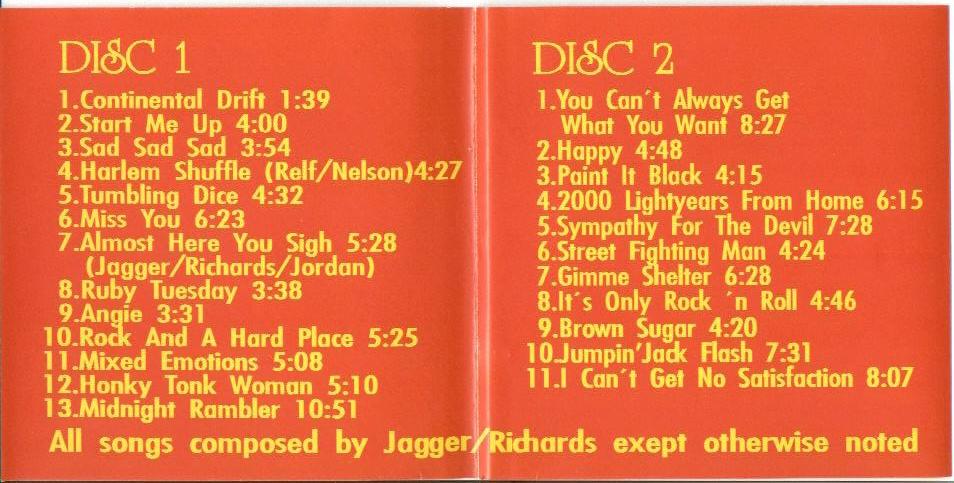 DISC 1
1.Continental Drift 1:39
2.Start Me Up 4:00
3.Sad Sad Sad 3:54
4.Harlem Shuffle (Relf/Nelson)4:27
5.Tumbling Dice 4:32
6.Miss You 6:23
7.Almost Here You Sigh 5:28
(Jagger/Richards/Jordan)
8.Ruby Tuesday 3:38
9.Angie 3:31
10.Rock And A Hard Place 5:25
11.Mixed Emotions 5:08
12.Honky Tonk Woman 5:10
13.Midnight Rambler 10:51
DISC 2
1.You Can´t Always Get
What You Want 8:27
2.Happy 4:48
3.Paint It Black 4:15
4.2000 Lightyears From Home 6:15
5.Sympathy For The Devil 7:28
6.Street Fighting Man 4:24
7.Gimme Shelter 6:28
8.It´s Only Rock ´n Roll 4:46
9.Brown Sugar 4:20
10.Jumpin'Jack Flash 7:31
11.I Can´t Get No Satisfaction 8:07
All songs composed by Jagger/Richards exept otherwise noted